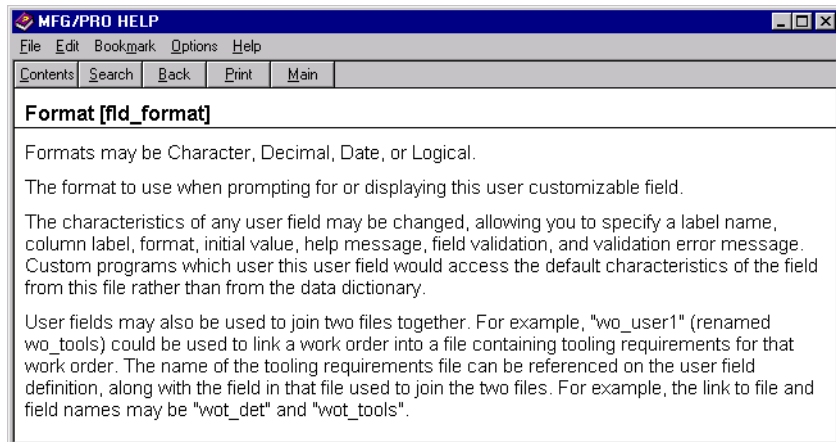 MFG/PRO HELP
File Edit Bookmark Options Help
Contents Search Back Print Main
Format [fld_format]
Formats may be Character, Decimal, Date, or Logical.
The format to use when prompting for or displaying this user customizable field.
The characteristics of any user field may be changed, allowing you to specify a label name,
column label, format, initial value, help message, field validation, and validation error message.
Custom programs which user this user field would access the default characteristics of the field
from this file rather than from the data dictionary.
User fields may also be used to join two files together. For example, "wo_user1" (renamed
wo_tools) could be used to link a work order into a file containing tooling requirements for that
work order. The name of the tooling requirements file can be referenced on the user field
definition, along with the field in that file used to join the two files. For example, the link to file and
field names may be "wot_det" and "wot_tools".